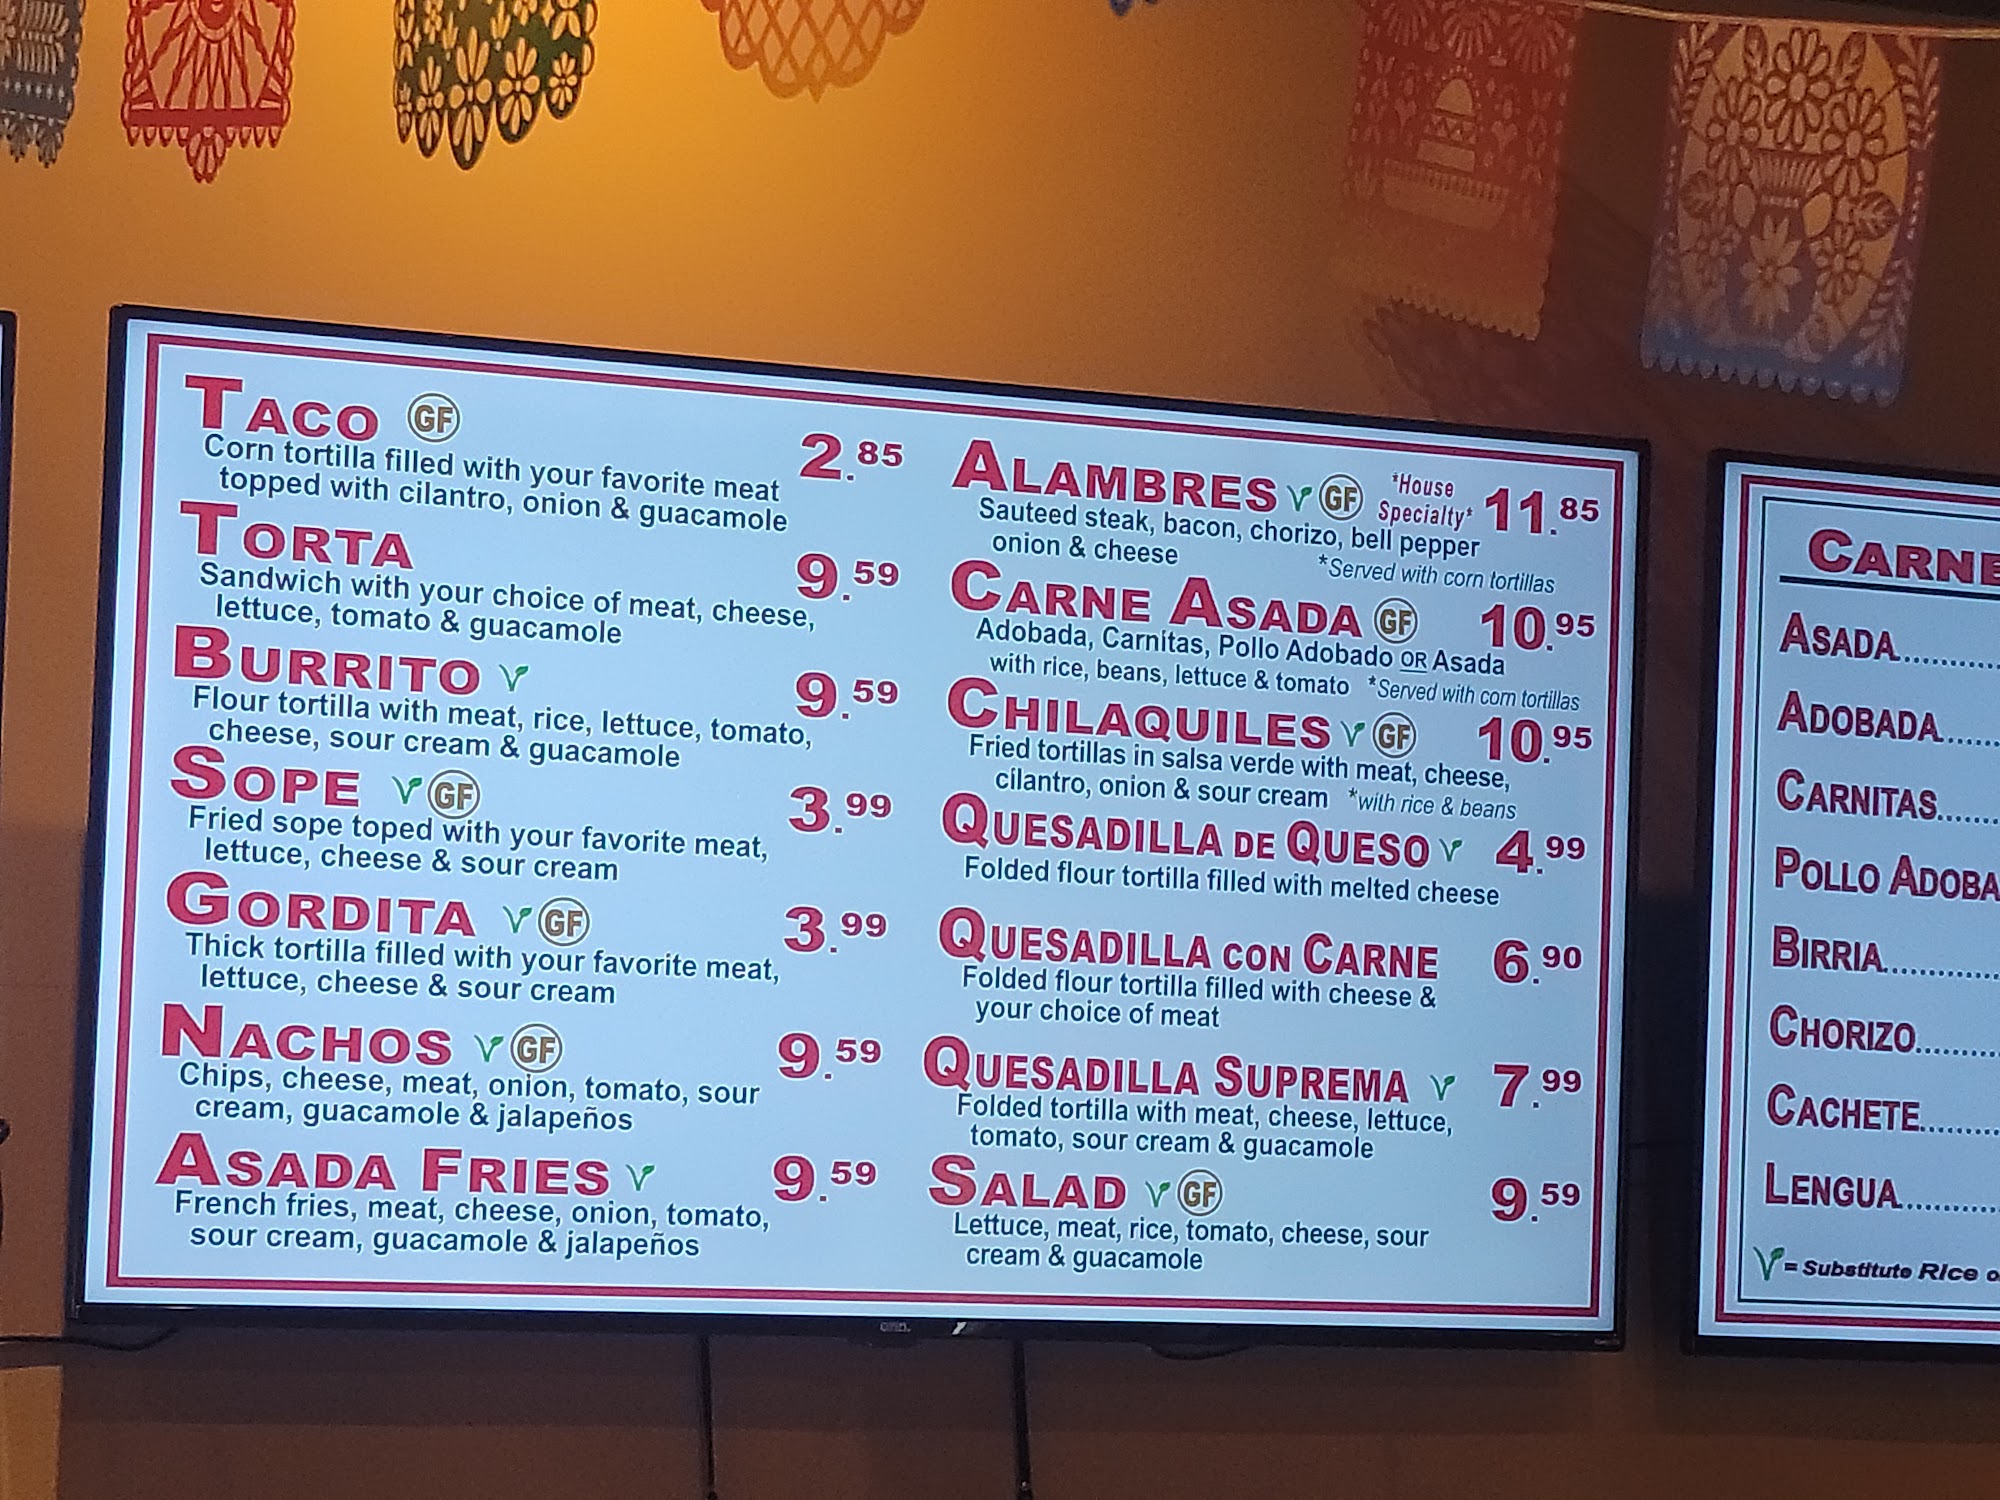 TACO GF 2.85
Corn tortilla filled with your favorite meat
topped with cilantro, onion & guacamole
TORTA 9.59
Sandwich with your choice of meat, cheese,
lettuce, tomato & guacamole
BURRITO V 9.59
Flour tortilla with meat, rice, lettuce, tomato,
cheese, sour cream & guacamole
SOPE V GF 3.99
Fried sope toped with your favorite meat,
lettuce, cheese & sour cream
GORDITA V GF 3.99
Thick tortilla filled with your favorite meat,
lettuce, cheese & sour cream
NACHOS V GF 9.59
Chips, cheese, meat, onion, tomato, sour
cream, guacamole & jalapeños
ASADA FRIES V 9.59
French fries, meat, cheese, onion, tomato,
sour cream, guacamole & jalapeños
ALAMBRES V GF *House Specialty* 11.85
Sauteed steak, bacon, chorizo, bell pepper
onion & cheese *Served with corn tortillas
CARNE ASADA GF 10.95
Adobada, Carnitas, Pollo Adobado OR Asada
with rice, beans, lettuce & tomato *Served with corn tortillas
CHILAQUILES V GF 10.95
Fried tortillas in salsa verde with meat, cheese,
cilantro, onion & sour cream *with rice & beans
QUESADILLA DE QUESO V 4.99
Folded flour tortilla filled with melted cheese
QUESADILLA CON CARNE 6.90
Folded flour tortilla filled with cheese &
your choice of meat
QUESADILLA SUPREMA V 7.99
Folded tortilla with meat, cheese, lettuce,
tomato, sour cream & guacamole
SALAD V GF 9.59
Lettuce, meat, rice, tomato, cheese, sour
cream & guacamole
CARNE
ASADA...........
ADOBADA.......
CARNITAS.......
POLLO ADOBA
BIRRIA............
CHORIZO.........
CACHETE.........
LENGUA...........
V = Substitute Rice o